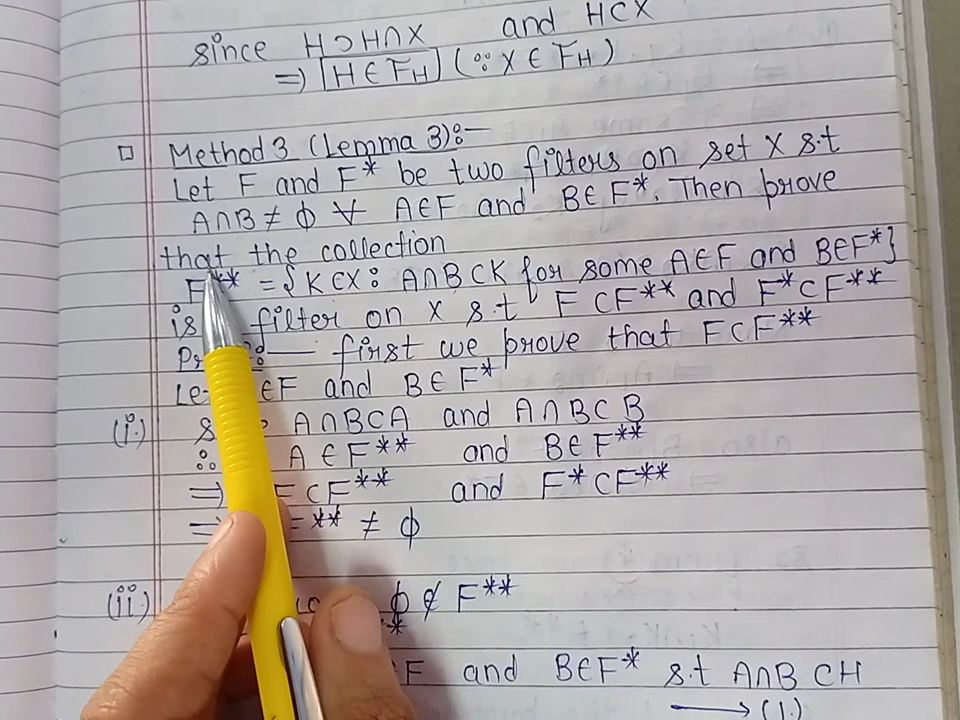 since H⊃H∩X and H⊂X
=> H∈F_H (∵ X∈F_H)
□ Method 3 (Lemma 3):-
Let F and F* be two filters on set X s.t
A∩B ≠ ϕ ∀ A∈F and B∈F*. Then prove
that the collection
F** = {K∈X: A∩B⊂K for some A∈F and B∈F*}
is filter on X s.t F⊂F** and F*⊂F**
first we prove that F⊂F**
∈F and B∈F*
(i.) A∩B⊂A and A∩B⊂B
∴ A∈F** and B∈F**
=> F⊂F** and F*⊂F**
=> F** ≠ ϕ
(ii.) ϕ∉F**
and B∈F* s.t A∩B⊂H
⟶ (1.)